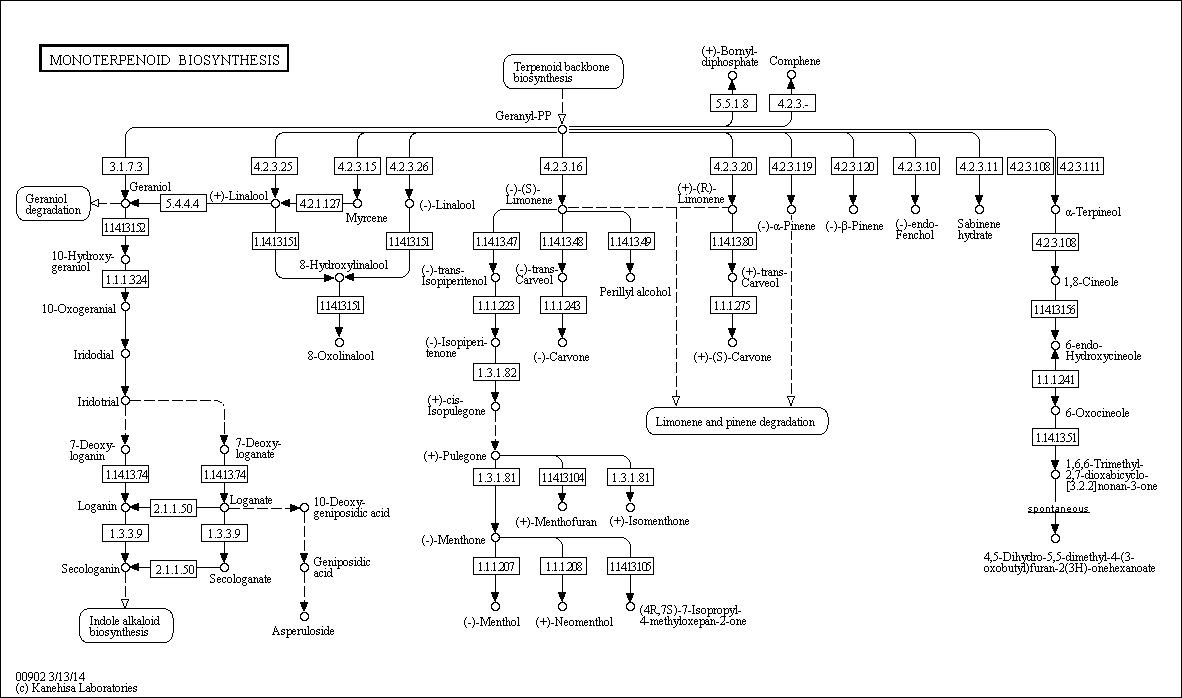 MONOTERPENOID BIOSYNTHESIS
Terpenoid backbone
biosynthesis
(+)-Bornyl-
diphosphate
Comphene
5.5.1.8
4.2.3.-
Geranyl-PP
3.1.7.3
4.2.3.25
4.2.3.15
4.2.3.26
4.2.3.16
4.2.3.20
4.2.3.119
4.2.3.120
4.2.3.10
4.2.3.11
4.2.3.108
4.2.3.111
Geraniol
degradation
Geraniol
5.4.4.4
(+)-Linalool
4.2.1.127
Myrcene
(-)-Linalool
(-)-(S)-
Limonene
(+)-(R)-
Limonene
(-)-α-Pinene
(-)-β-Pinene
(-)-endo-
Fenchol
Sabinene
hydrate
α-Terpineol
1.14.13.152
1.14.13.151
1.14.13.151
1.14.13.47
1.14.13.48
1.14.13.49
1.14.13.80
4.2.3.108
10-Hydroxy-
geraniol
8-Hydroxylinalool
(-)-trans-
Isopiperitenol
(-)-trans-
Carveol
Perillyl alcohol
(+)-trans-
Carveol
1,8-Cineole
1.1.1.324
1.14.13.151
1.1.1.223
1.1.1.243
1.1.1.275
1.14.13.156
10-Oxogeranial
8-Oxolinalool
(-)-Isopiperi-
tenone
(-)-Carvone
(+)-(S)-Carvone
6-endo-
Hydroxycineole
Iridodial
1.3.1.82
1.1.1.241
Iridotrial
(+)-cis-
Isopulegone
Limonene and pinene degradation
6-Oxocineole
7-Deoxy-
loganin
7-Deoxy-
loganate
(+)-Pulegone
1.14.13.51
1.14.13.74
1.14.13.74
1.3.1.81
1.14.13.104
1.3.1.81
1,6,6-Trimethyl-
2,7-dioxabicyclo-
[3.2.2]nonan-3-one
Loganin
2.1.1.50
Loganate
10-Deoxy-
geniposidic acid
(+)-Menthofuran
(+)-Isomenthone
spontaneous
1.3.3.9
1.3.3.9
(-)-Menthone
Secologanin
2.1.1.50
Secologanate
Geniposidic
acid
1.1.1.207
1.1.1.208
1.14.13.105
4,5-Dihydro-5,5-dimethyl-4-(3-
oxobutyl)furan-2(3H)-onehexanoate
Indole alkaloid
biosynthesis
Asperuloside
(-)-Menthol
(+)-Neomenthol
(4R,7S)-7-Isopropyl-
4-methyloxepan-2-one
00902 3/13/14
(c) Kanehisa Laboratories